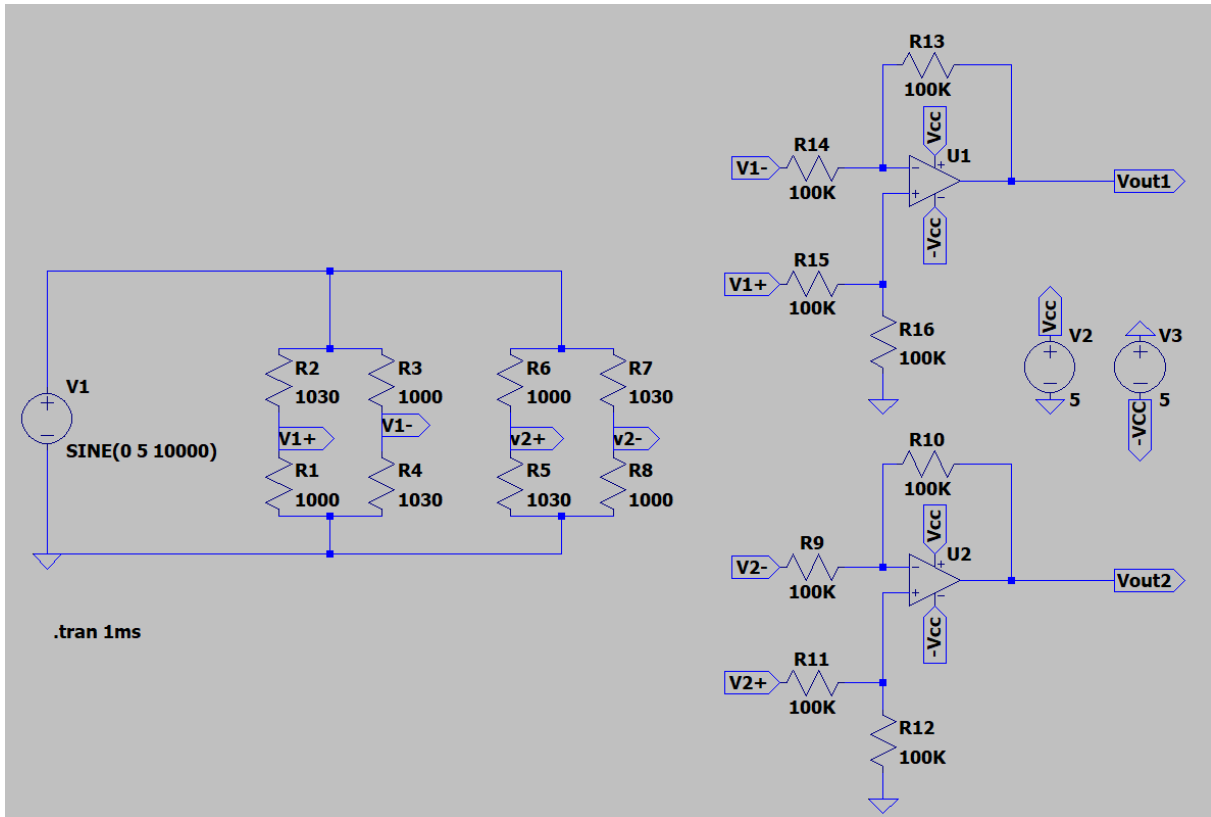 R13
100K
Vcc
R14
U1
V1-
100K
Vout1
-Vcc
R15
V1+
100K
R16
100K
Vcc
V2
V3
5
5
-VCC
V1
SINE(0 5 10000)
R2
1030
R3
1000
R6
1000
R7
1030
V1+
V1-
v2+
v2-
R1
1000
R4
1030
R5
1030
R8
1000
R10
100K
Vcc
R9
U2
V2-
100K
Vout2
-Vcc
.tran 1ms
R11
V2+
100K
R12
100K